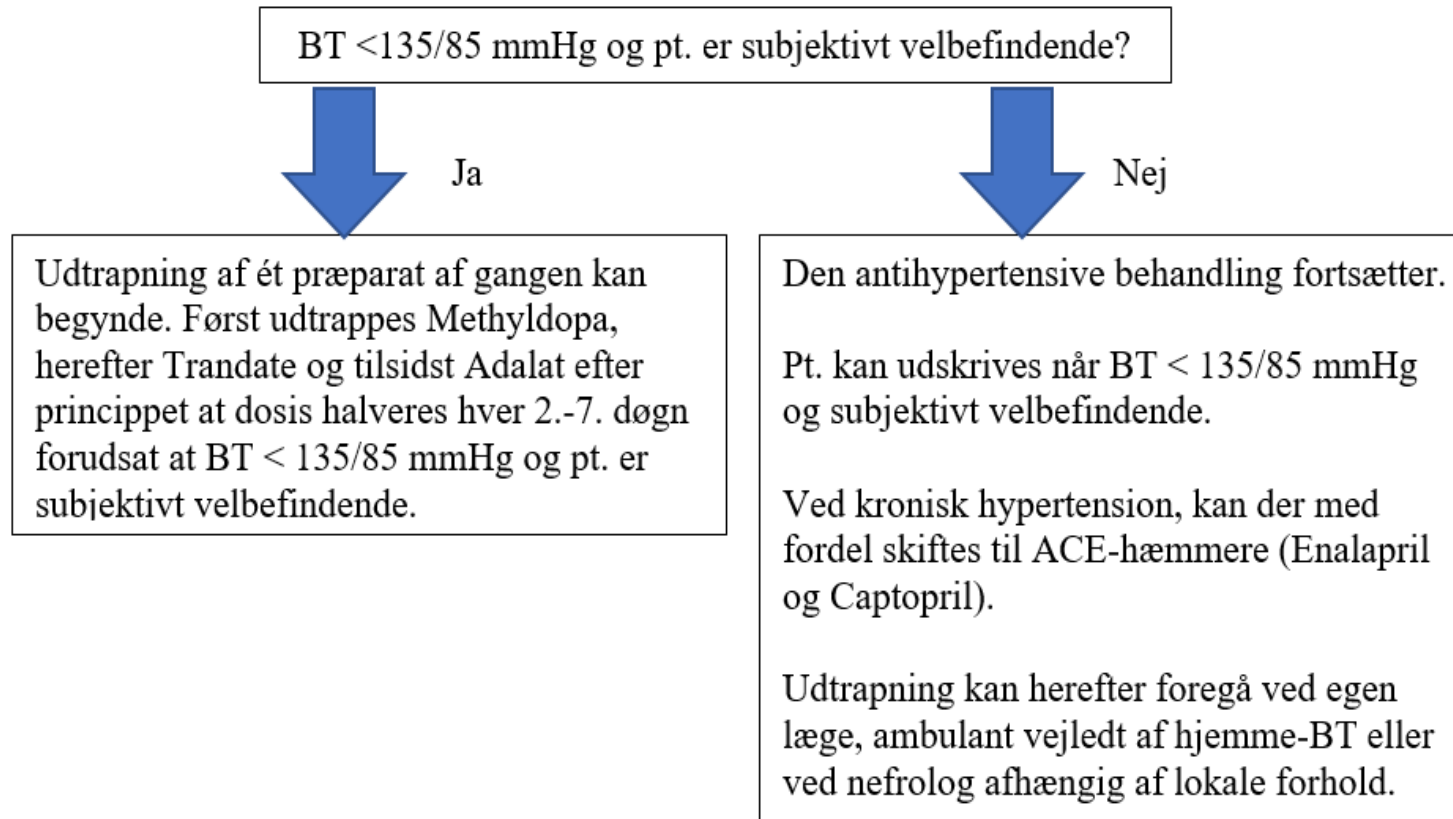 BT <135/85 mmHg og pt. er subjektivt velbefindende?
Ja
Nej
Udtrapning af ét præparat af gangen kan
begynde. Først udtrappes Methyldopa,
herefter Trandate og tilsidst Adalat efter
princippet at dosis halveres hver 2.-7. døgn
forudsat at BT < 135/85 mmHg og pt. er
subjektivt velbefindende.
Den antihypertensive behandling fortsætter.
Pt. kan udskrives når BT < 135/85 mmHg
og subjektivt velbefindende.
Ved kronisk hypertension, kan der med
fordel skiftes til ACE-hæmmere (Enalapril
og Captopril).
Udtrapning kan herefter foregå ved egen
læge, ambulant vejledt af hjemme-BT eller
ved nefrolog afhængig af lokale forhold.